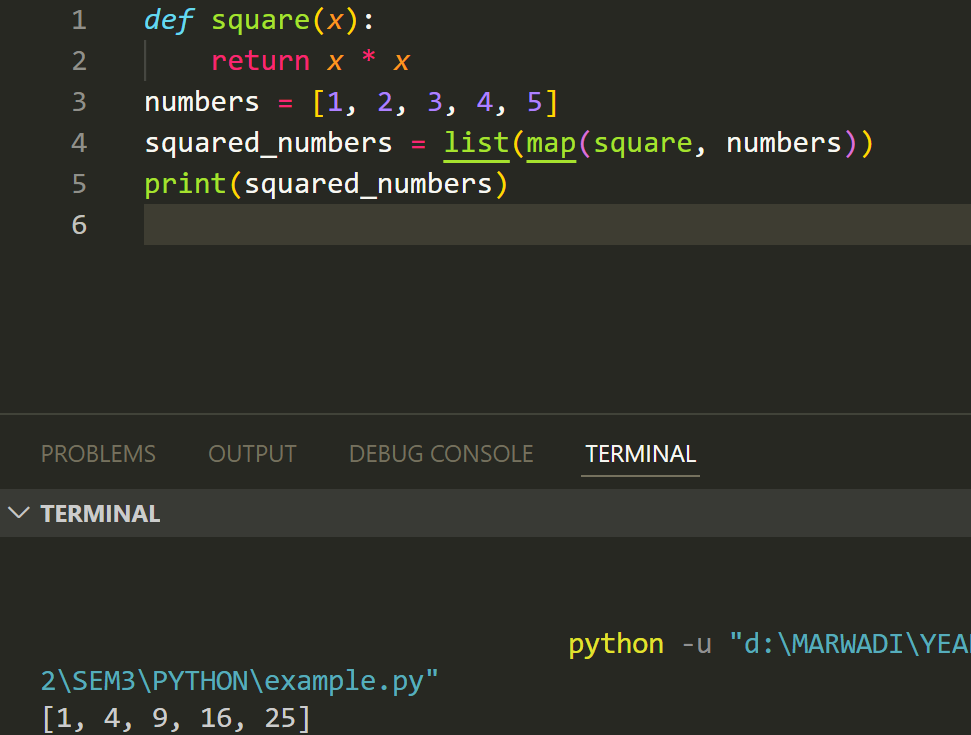 1 def square(x):
2     return x * x
3 numbers = [1, 2, 3, 4, 5]
4 squared_numbers = list(map(square, numbers))
5 print(squared_numbers)
6
PROBLEMS OUTPUT DEBUG CONSOLE TERMINAL
TERMINAL
python -u "d:\MARWADI\YEA
2\SEM3\PYTHON\example.py"
[1, 4, 9, 16, 25]